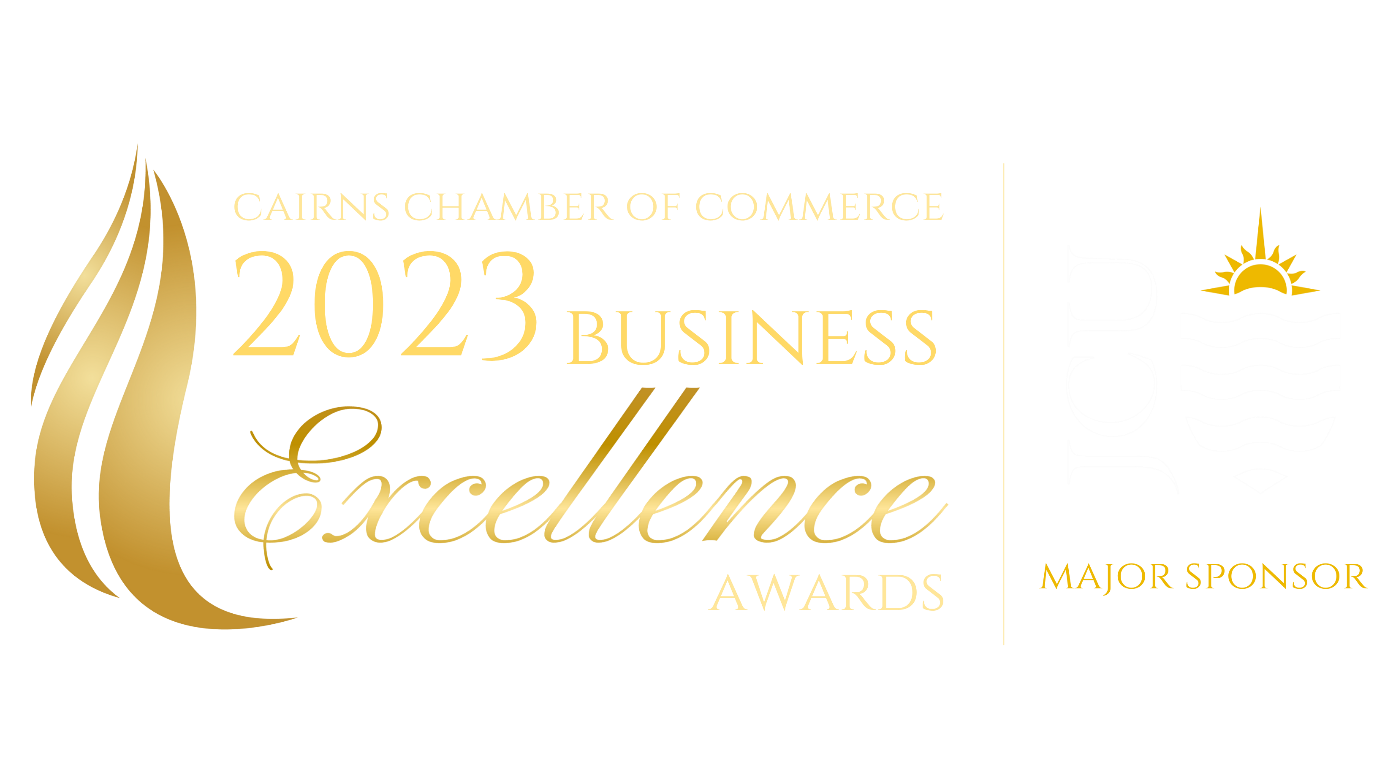 CAIRNS CHAMBER OF COMMERCE
2023 BUSINESS
Excellence
AWARDS
MAJOR SPONSOR